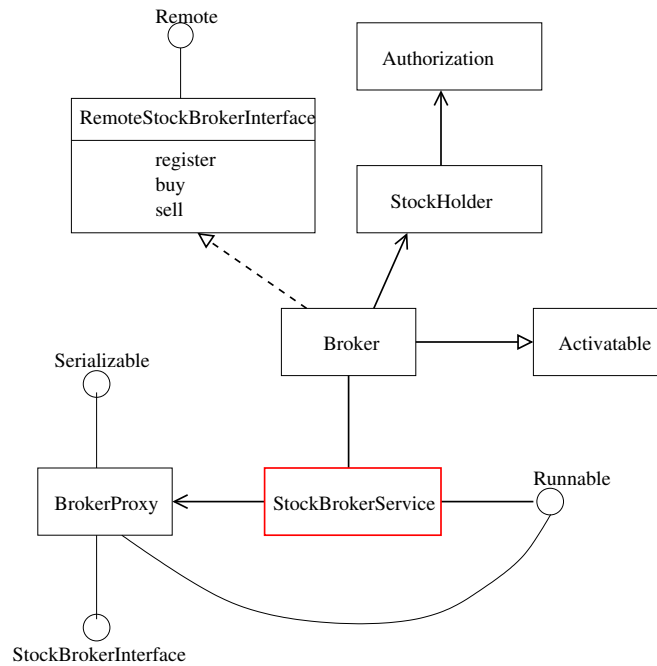 Remote
RemoteStockBrokerInterface
register
buy
sell
Authorization
StockHolder
Broker
Activatable
Serializable
BrokerProxy
StockBrokerService
Runnable
StockBrokerInterface